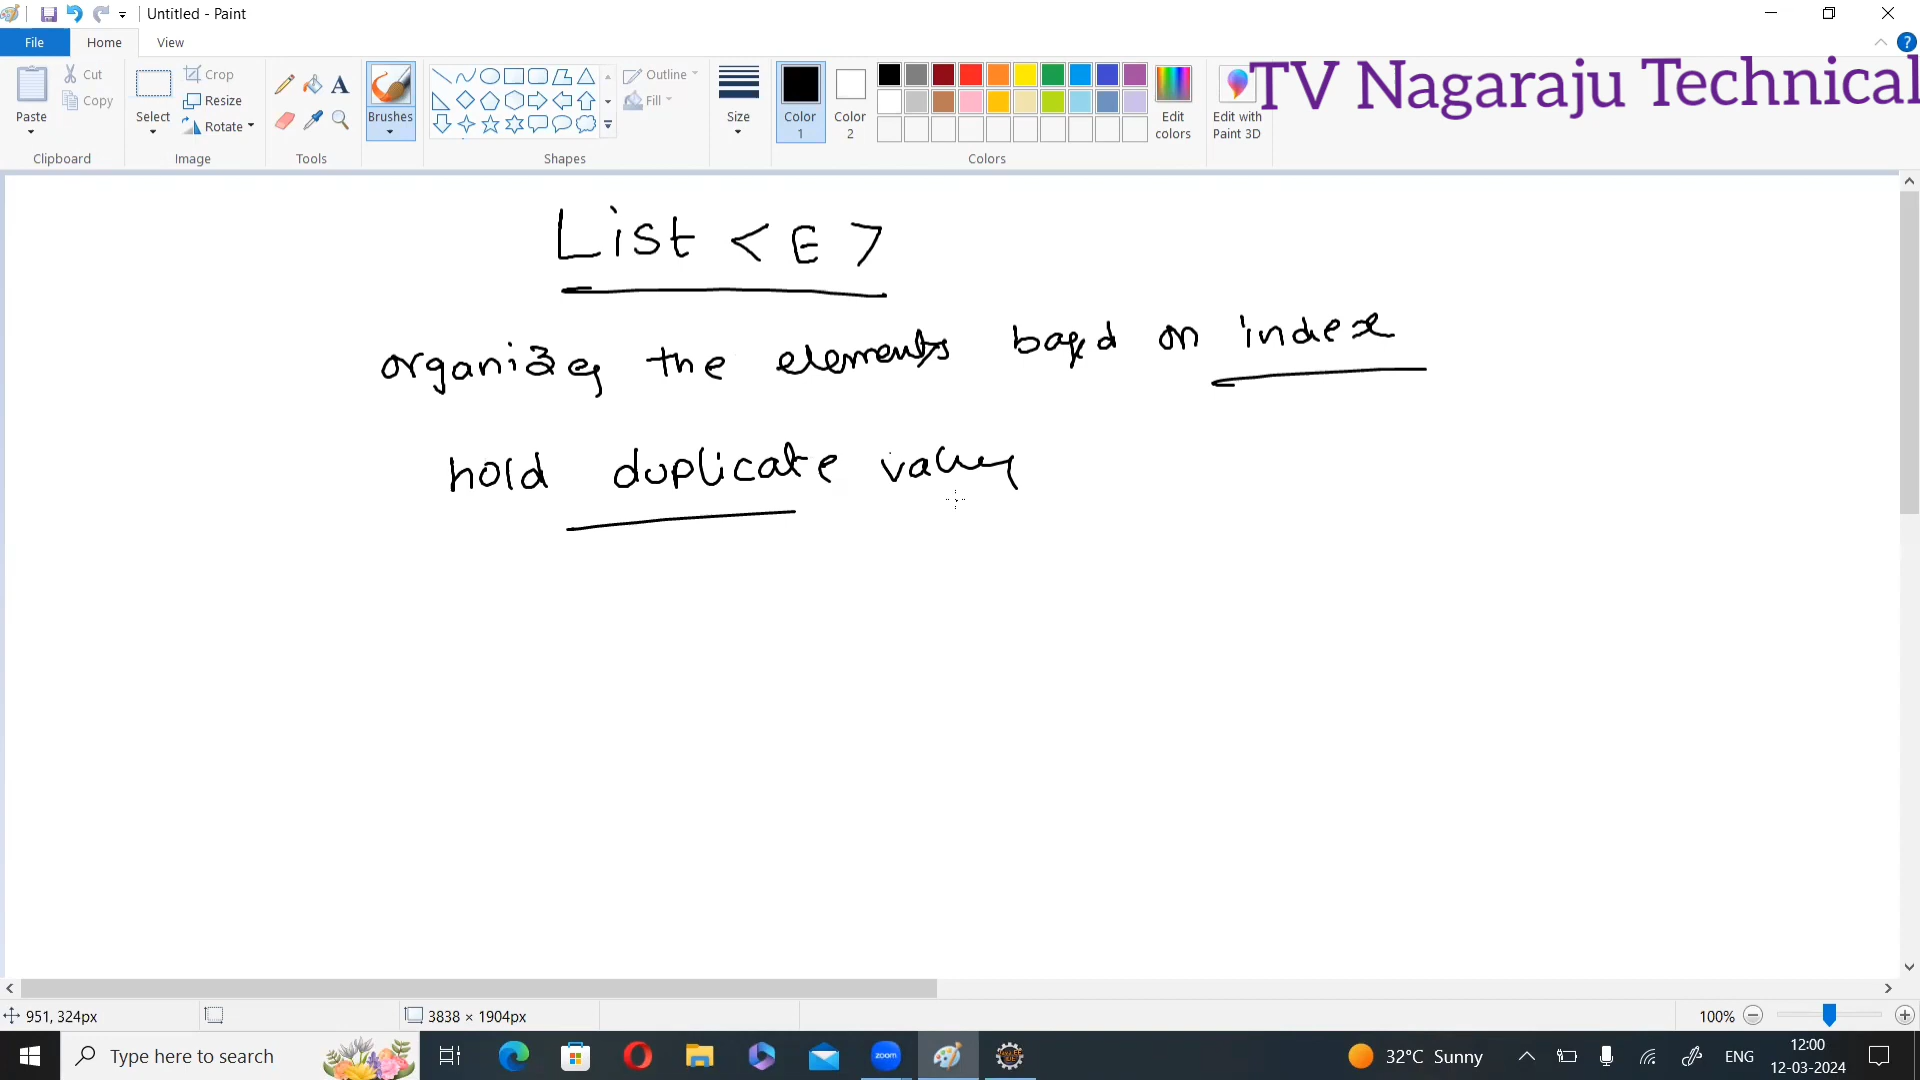 Untitled - Paint
File Home View
Paste
Cut
Copy
Clipboard
Select
Crop
Resize
Rotate
Image
Tools
Brushes
Shapes
Outline
Fill
Size
Color 1
Color 2
Colors
Edit colors
Edit with Paint 3D
TV Nagaraju Technical
List < E >
organizes the elements based on index
hold duplicate values
951, 324px
3838 × 1904px
100%
Type here to search
zoom
32°C Sunny
ENG
12:00
12-03-2024